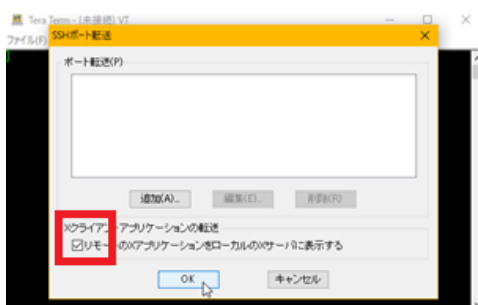 Tera Term - [未接続] VT
ファイル(F)
SSHポート転送
ポート転送(P)
追加(A)...
編集(E)...
削除(R)
Xクライアントアプリケーションの転送
リモートのXアプリケーションをローカルのXサーバに表示する
OK
キャンセル